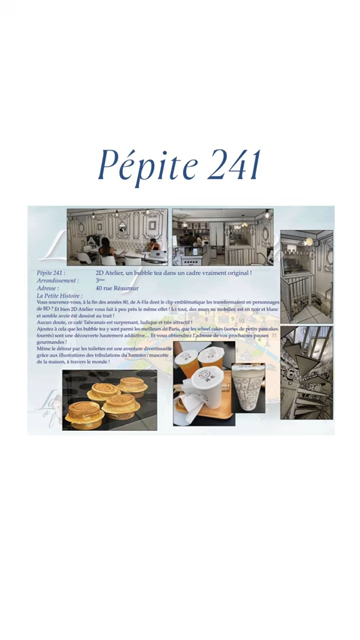 Pépite 241
Pépite 241 : 2D Atelier, un bubble tea dans un cadre vraiment original !
Arrondissement : 3ème
Adresse : 40 rue Réaumur
La Petite Histoire :
Vous souvenez vous, à la fin des années 80, de A-Ha dont le clip emblématique les transformaient en personnages
de BD ? Et bien 2D Atelier vous fait à peu près le même effet ! Ici tout, des murs au mobilier, est en noir et blanc
et semble avoir été dessiné au trait !
Aucun doute, ce café Taïwanais est surprenant, ludique et très attractif !
Ajoutez à cela que les bubble tea y sont parmi les meilleurs de Paris, que les wheel cakes (sortes de petits pancakes
fourrés) sont une découverte hautement addictive... Et vous obtiendrez l'adresse de vos prochaines pauses
gourmandes !
Même le détour par les toilettes est une aventure divertissante
grâce aux illustrations des tribulations du hamster mascotte
de la maison, à travers le monde !